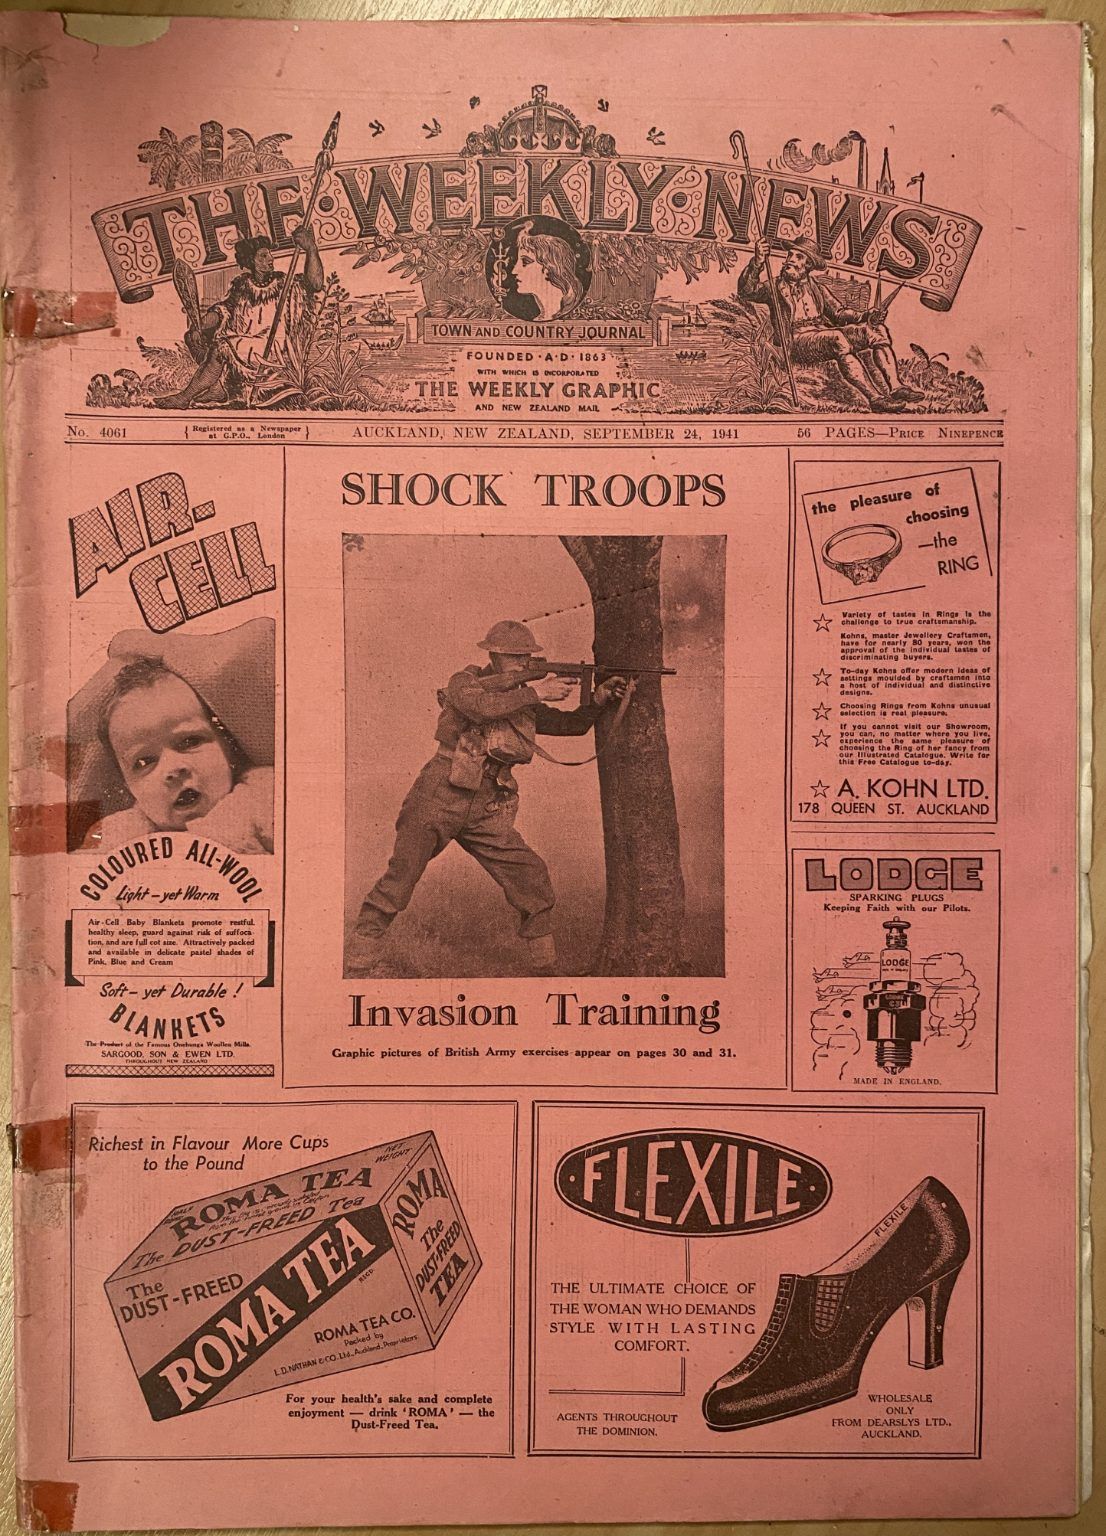 THE · WEEKLY · NEWS
TOWN AND COUNTRY JOURNAL
FOUNDED · A·D · 1863
WITH WHICH IS INCORPORATED
THE WEEKLY GRAPHIC
AND NEW ZEALAND MAIL
No. 4061
Registered as a Newspaper
at G.P.O., London
AUCKLAND, NEW ZEALAND, SEPTEMBER 24, 1941
56 PAGES—PRICE NINEPENCE
AIR-
CELL
COLOURED ALL-WOOL
Light – yet Warm
Air-Cell Baby Blankets promote restful,
healthy sleep, guard against risk of suffoca-
tion, and are full cot size. Attractively packed
and available in delicate pastel shades of
Pink, Blue and Cream
Soft – yet Durable !
BLANKETS
The Product of the Famous Onehunga Woollen Mills.
SARGOOD, SON & EWEN LTD.
THROUGHOUT NEW ZEALAND
SHOCK TROOPS
Invasion Training
Graphic pictures of British Army exercises appear on pages 30 and 31.
the pleasure of
choosing
—the
RING
Variety of tastes in Rings is the
challenge to true craftsmanship.
Kohns, master Jewellery Craftsmen,
have for nearly 80 years, won the
approval of the individual tastes of
discriminating buyers.
To-day Kohns offer modern ideas of
settings moulded by craftsmen into
a host of individual and distinctive
designs.
Choosing Rings from Kohns unusual
selection is real pleasure.
If you cannot visit our Showroom,
you can, no matter where you live,
experience the same pleasure of
choosing the Ring of her fancy from
our Illustrated Catalogue. Write for
this Free Catalogue to-day.
A. KOHN LTD.
178 QUEEN ST. AUCKLAND
LODGE
SPARKING PLUGS
Keeping Faith with our Pilots.
LODGE
MADE IN ENGLAND.
Richest in Flavour More Cups
to the Pound
NET
WEIGHT
ROMA TEA
The DUST-FREED Tea
ROMA
The
DUST-FREED
TEA
The
DUST-FREED
ROMA TEA
REGD.
ROMA TEA CO.
Packed by
L.D. NATHAN & CO. Ltd., Auckland, Proprietors
For your health's sake and complete
enjoyment — drink 'ROMA' — the
Dust-Freed Tea.
FLEXILE
FLEXILE
THE ULTIMATE CHOICE OF
THE WOMAN WHO DEMANDS
STYLE WITH LASTING
COMFORT.
AGENTS THROUGHOUT
THE DOMINION.
WHOLESALE
ONLY
FROM DEARSLYS LTD.,
AUCKLAND.